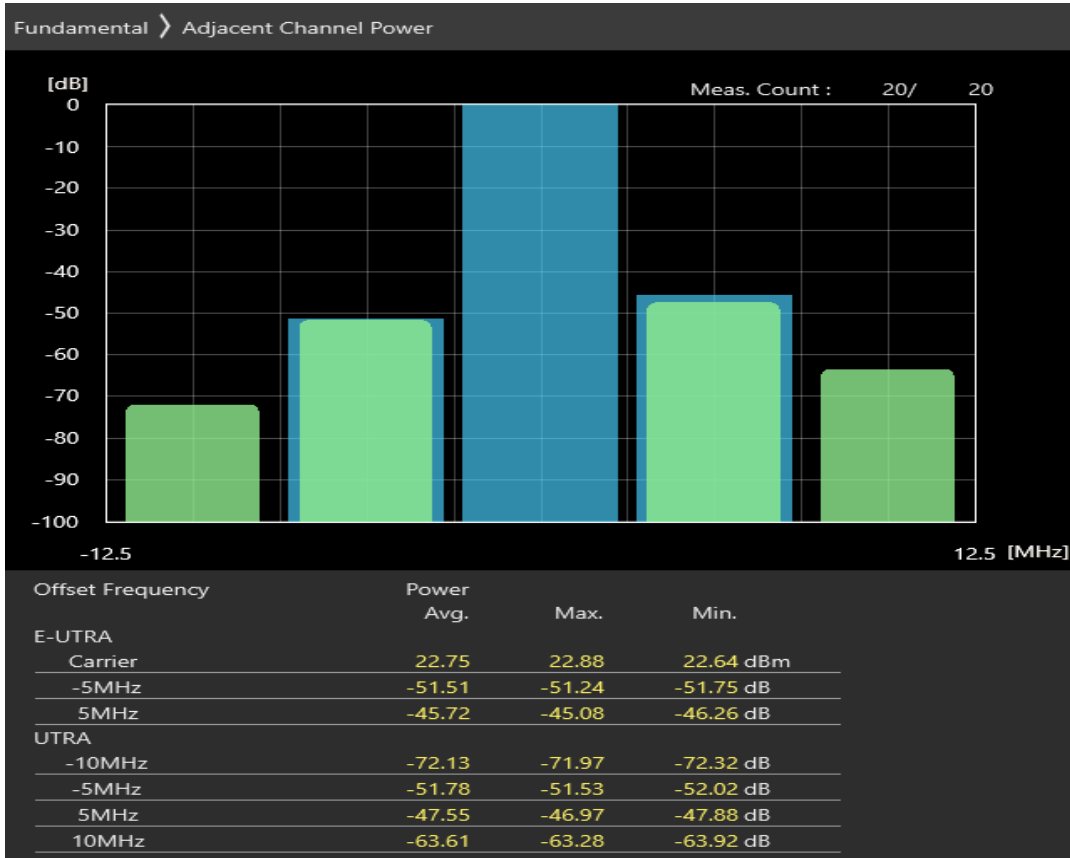 Fundamental ❭ Adjacent Channel Power
[dB]
Meas. Count : 20/ 20
0
-10
-20
-30
-40
-50
-60
-70
-80
-90
-100
-12.5 12.5 [MHz]
Offset Frequency Power
Avg. Max. Min.
E-UTRA
Carrier 22.75 22.88 22.64 dBm
-5MHz -51.51 -51.24 -51.75 dB
5MHz -45.72 -45.08 -46.26 dB
UTRA
-10MHz -72.13 -71.97 -72.32 dB
-5MHz -51.78 -51.53 -52.02 dB
5MHz -47.55 -46.97 -47.88 dB
10MHz -63.61 -63.28 -63.92 dB